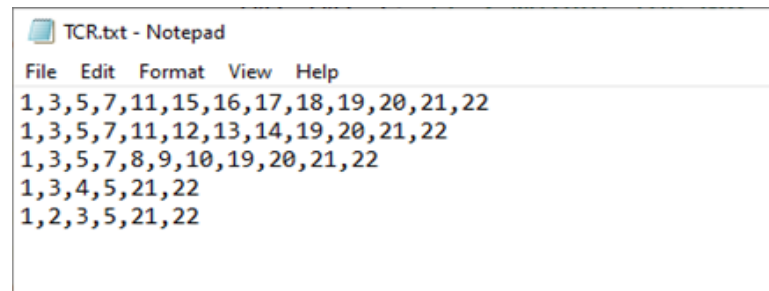 TCR.txt - Notepad
File Edit Format View Help
1,3,5,7,11,15,16,17,18,19,20,21,22
1,3,5,7,11,12,13,14,19,20,21,22
1,3,5,7,8,9,10,19,20,21,22
1,3,4,5,21,22
1,2,3,5,21,22